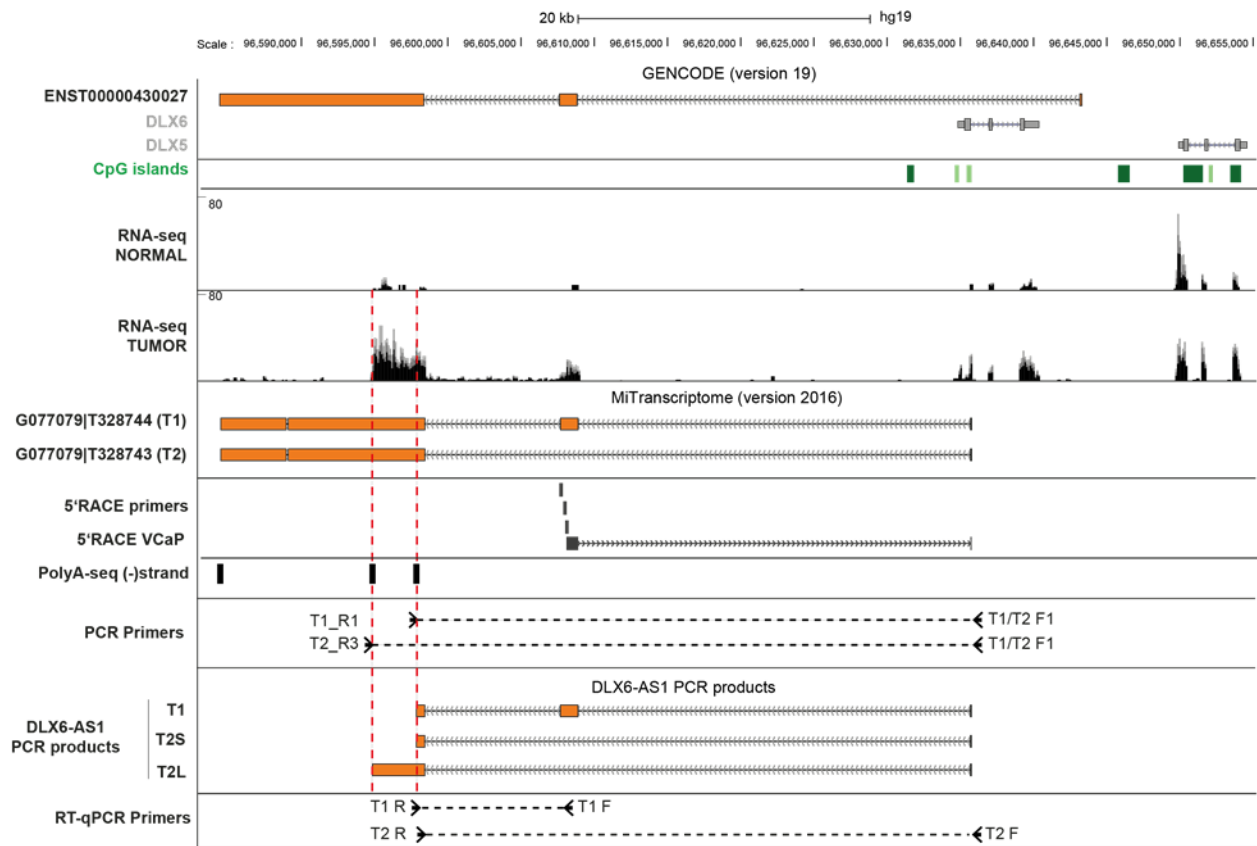 20 kb hg19
Scale : 96,590,000 96,595,000 96,600,000 96,605,000 96,610,000 96,615,000 96,620,000 96,625,000 96,630,000 96,635,000 96,640,000 96,645,000 96,650,000 96,655,000
GENCODE (version 19)
ENST00000430027
DLX6
DLX5
CpG islands
80
RNA-seq
NORMAL
80
RNA-seq
TUMOR
MiTranscriptome (version 2016)
G077079|T328744 (T1)
G077079|T328743 (T2)
5'RACE primers
5'RACE VCaP
PolyA-seq (-)strand
PCR Primers
T1_R1 T1/T2 F1
T2_R3 T1/T2 F1
DLX6-AS1 PCR products
DLX6-AS1
PCR products
T1
T2S
T2L
RT-qPCR Primers
T1 R T1 F
T2 R T2 F